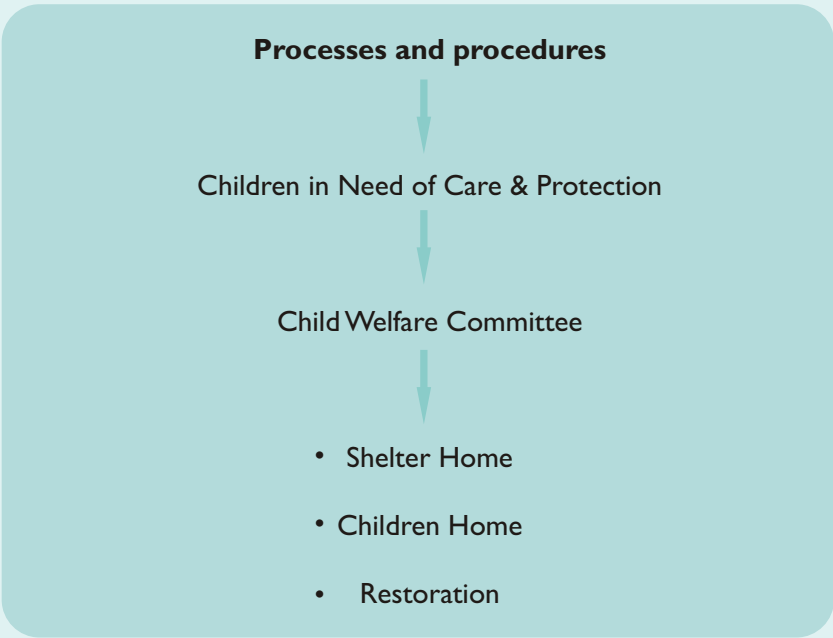 Processes and procedures
Children in Need of Care & Protection
Child Welfare Committee
• Shelter Home
• Children Home
• Restoration